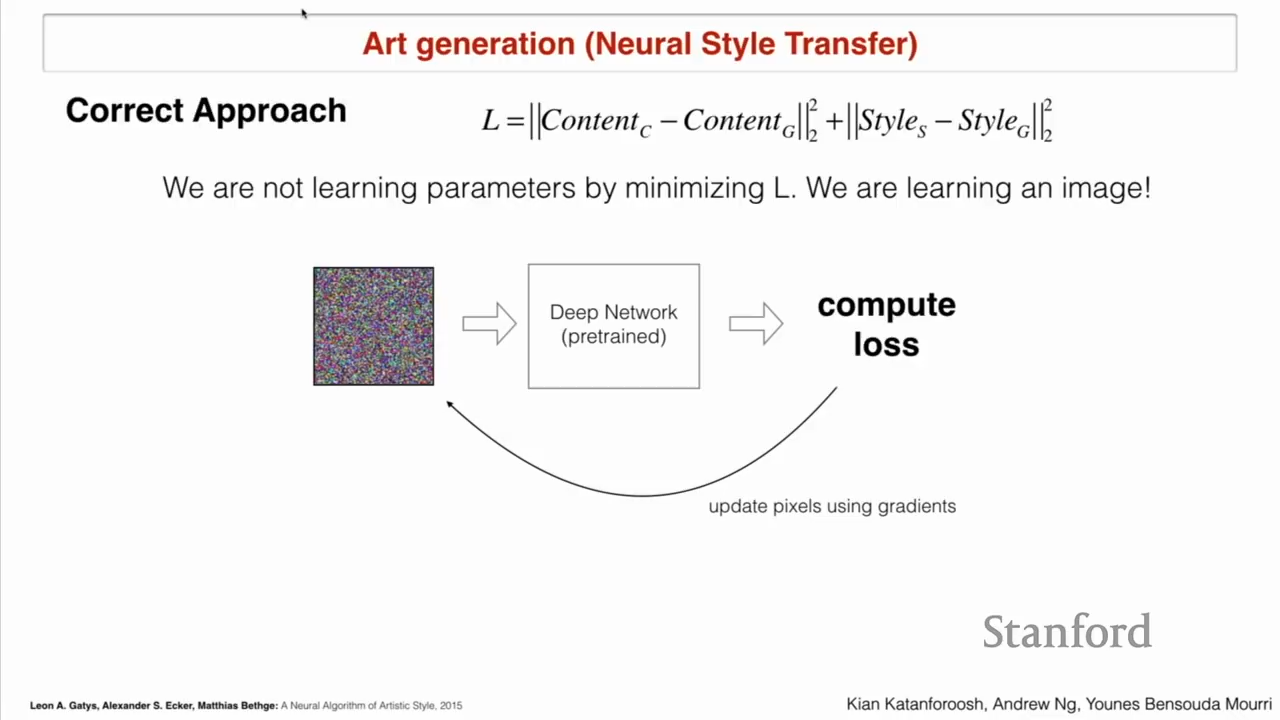 Art generation (Neural Style Transfer)
Correct Approach
L = ||Content_C − Content_G||_2^2 + ||Style_S − Style_G||_2^2
We are not learning parameters by minimizing L. We are learning an image!
Deep Network
(pretrained)
compute
loss
update pixels using gradients
Stanford
Leon A. Gatys, Alexander S. Ecker, Matthias Bethge: A Neural Algorithm of Artistic Style, 2015
Kian Katanforoosh, Andrew Ng, Younes Bensouda Mourri